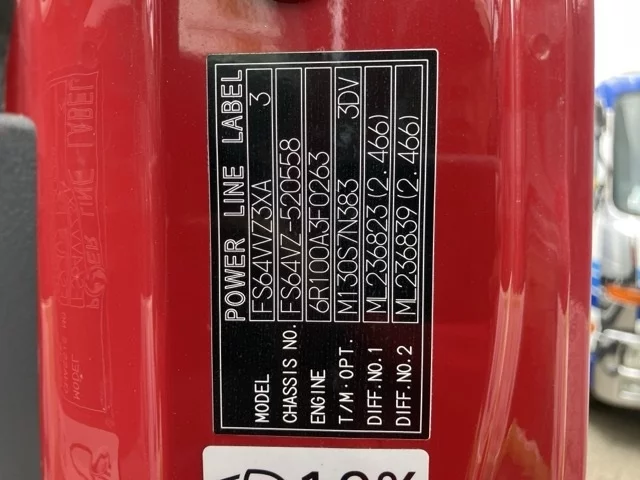 POWER LINE LABEL
MODEL FS64VZ3XA 3
CHASSIS NO. FS64VZ-520558
ENGINE 6R100A3F0263
T/M·OPT. M130S7N383 3DV
DIFF.NO.1 ML236823(2.466)
DIFF.NO.2 ML236839(2.466)